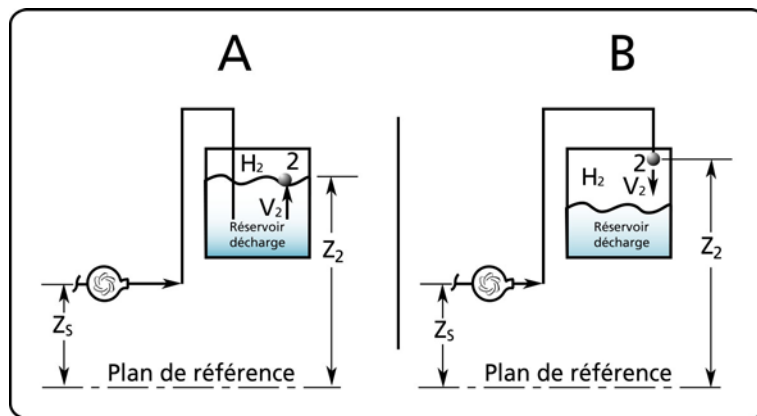 A
H₂
2
V₂
Réservoir
décharge
Z₂
Zₛ
Plan de référence
B
2
H₂
V₂
Réservoir
décharge
Z₂
Zₛ
Plan de référence